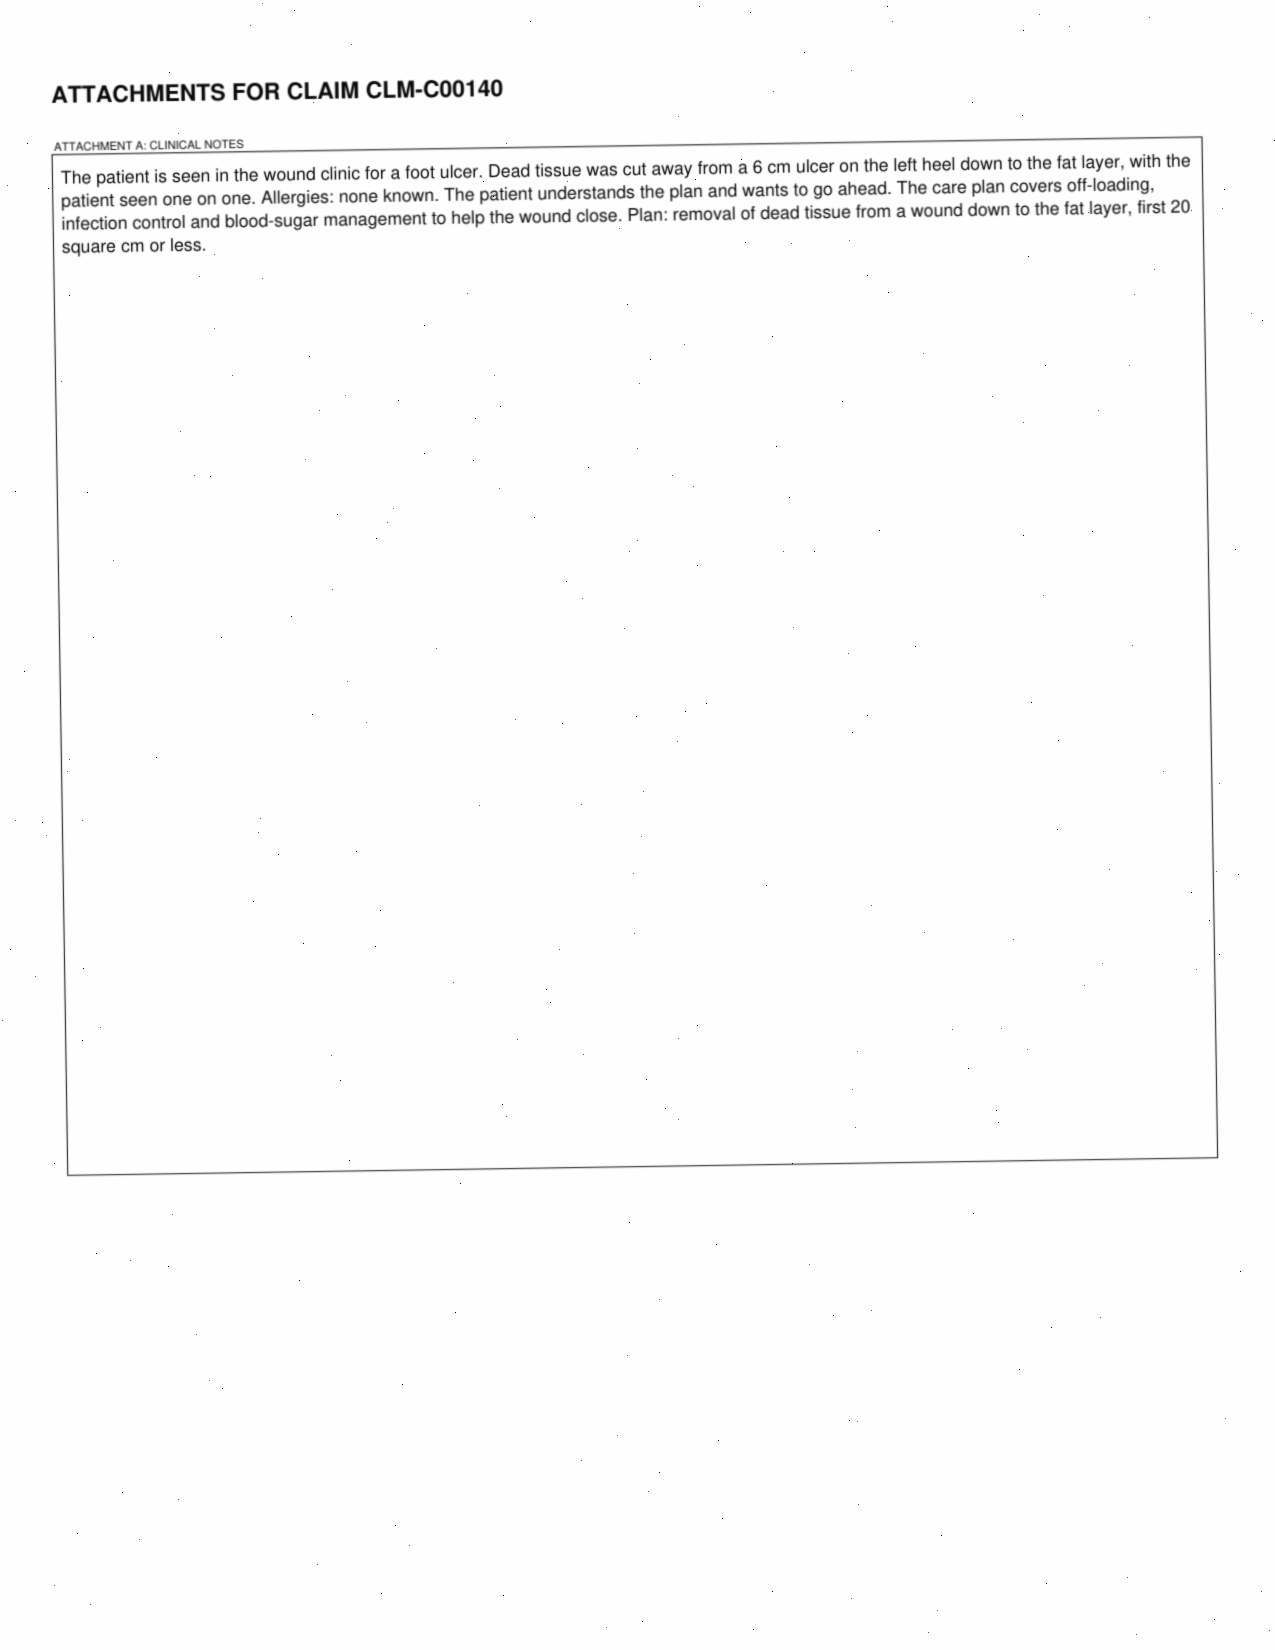 ATTACHMENTS FOR CLAIM CLM-C00140
ATTACHMENT A: CLINICAL NOTES
The patient is seen in the wound clinic for a foot ulcer. Dead tissue was cut away from a 6 cm ulcer on the left heel down to the fat layer, with the
patient seen one on one. Allergies: none known. The patient understands the plan and wants to go ahead. The care plan covers off-loading,
infection control and blood-sugar management to help the wound close. Plan: removal of dead tissue from a wound down to the fat layer, first 20
square cm or less.